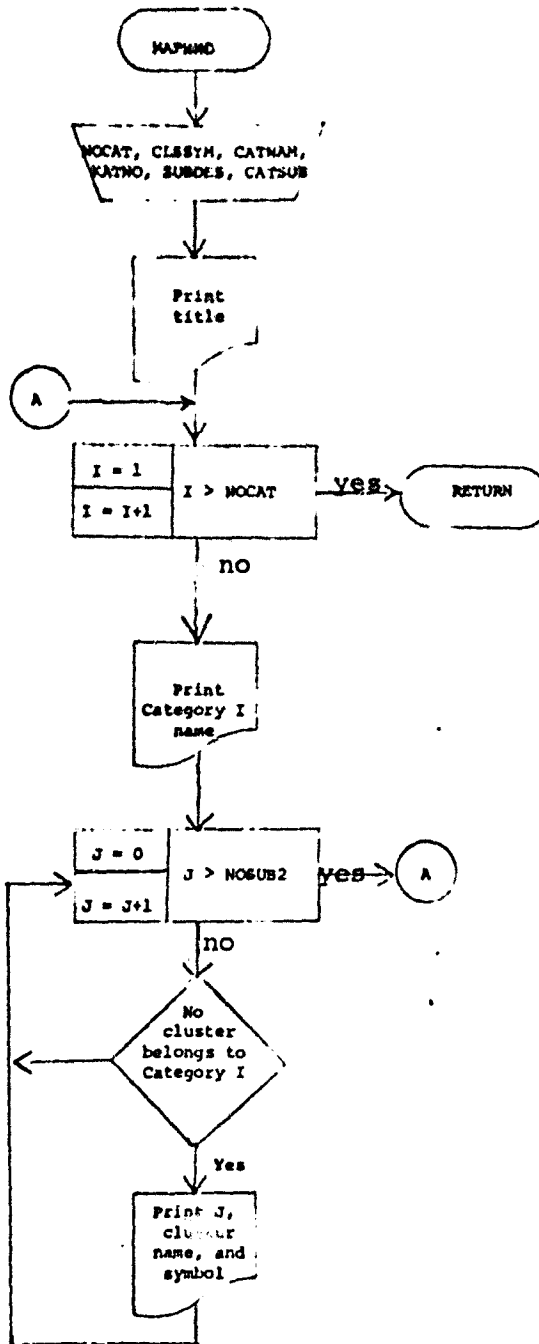 MAPHMD
NOCAT, CLSSYM, CATNAM,
KATNO, SUBDES, CATSUB
Print
title
A
I = 1
I = I+1
I > NOCAT
yes
RETURN
no
Print
Category I
name
J = 0
J = J+1
J > NOSUB2
yes
A
no
No
cluster
belongs to
Category I
Yes
Print J,
cluster
name, and
symbol